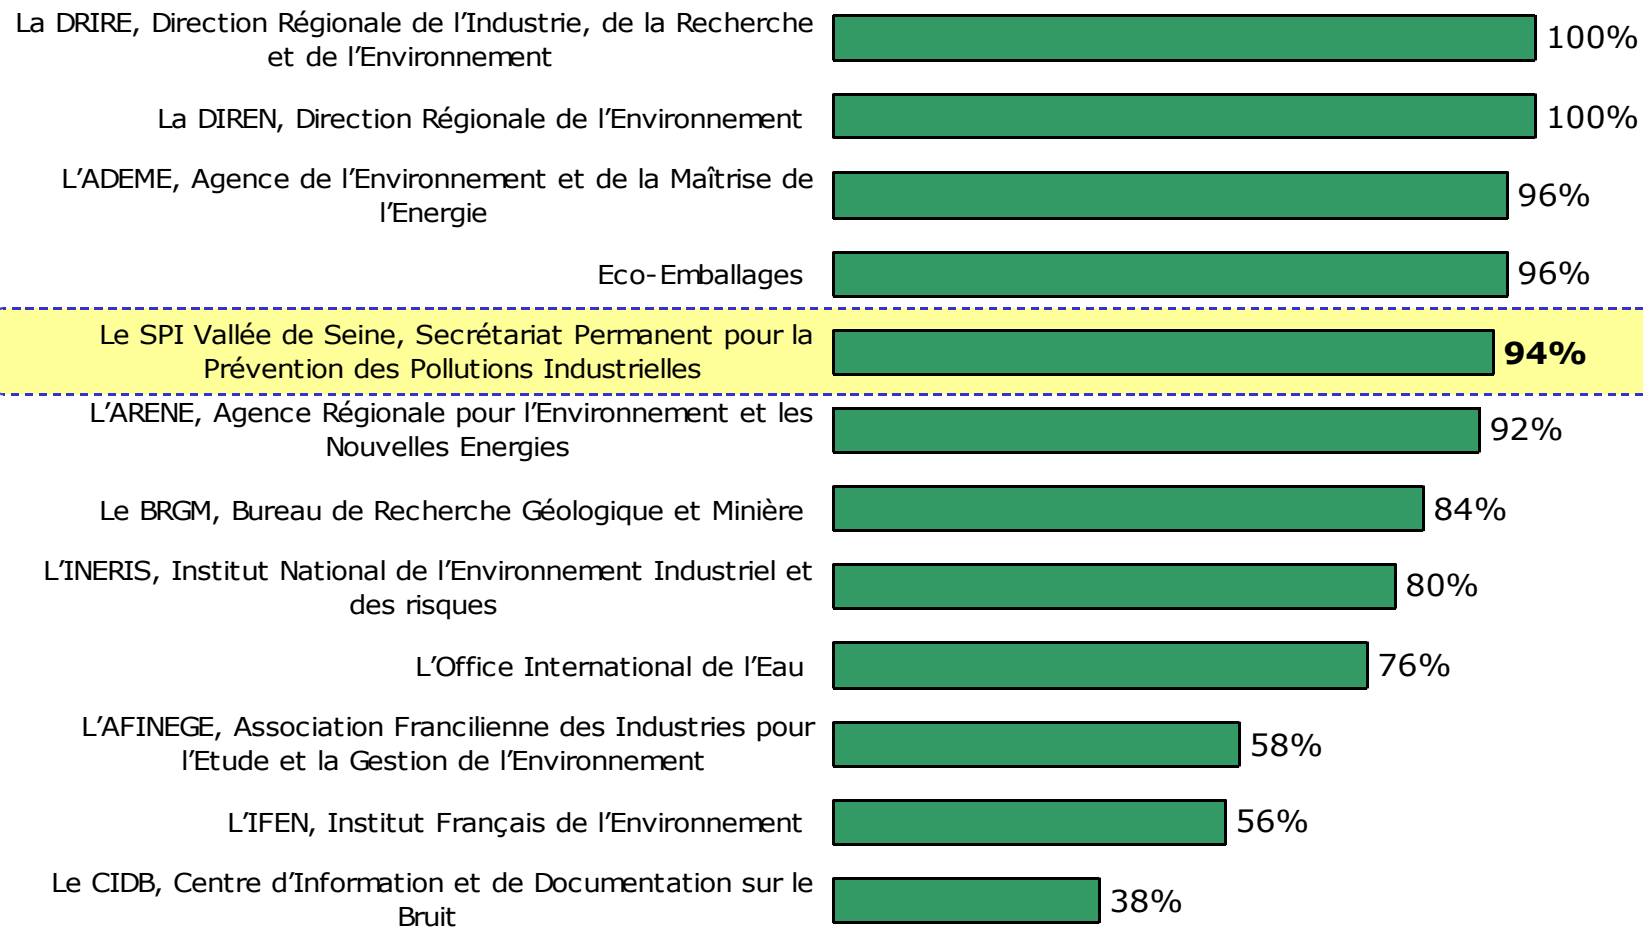 La DRIRE, Direction Régionale de l’Industrie, de la Recherche
et de l’Environnement
100%
La DIREN, Direction Régionale de l’Environnement
100%
L’ADEME, Agence de l’Environnement et de la Maîtrise de
l’Energie
96%
Eco-Emballages
96%
Le SPI Vallée de Seine, Secrétariat Permanent pour la
Prévention des Pollutions Industrielles
94%
L’ARENE, Agence Régionale pour l’Environnement et les
Nouvelles Energies
92%
Le BRGM, Bureau de Recherche Géologique et Minière
84%
L’INERIS, Institut National de l’Environnement Industriel et
des risques
80%
L’Office International de l’Eau
76%
L’AFINEGE, Association Francilienne des Industries pour
l’Etude et la Gestion de l’Environnement
58%
L’IFEN, Institut Français de l’Environnement
56%
Le CIDB, Centre d’Information et de Documentation sur le
Bruit
38%